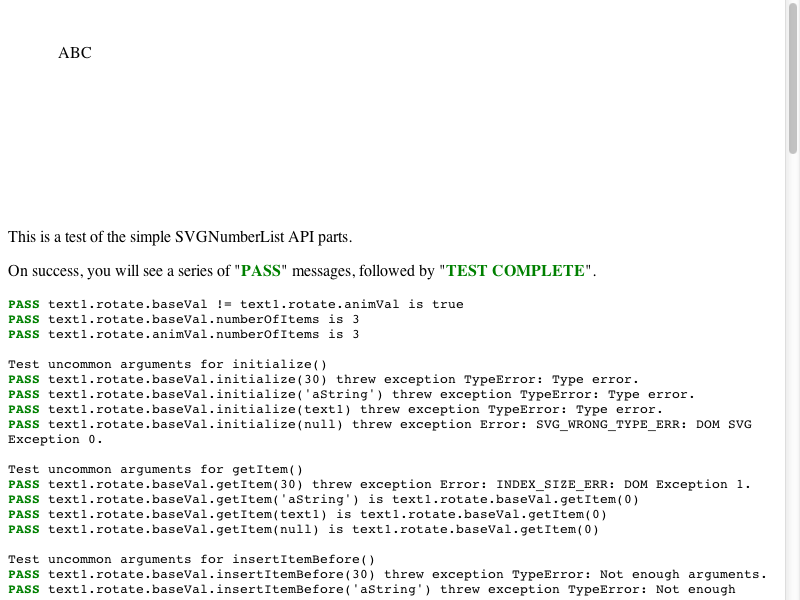 ABC
This is a test of the simple SVGNumberList API parts.
On success, you will see a series of "PASS" messages, followed by "TEST COMPLETE".
PASS text1.rotate.baseVal != text1.rotate.animVal is true
PASS text1.rotate.baseVal.numberOfItems is 3
PASS text1.rotate.animVal.numberOfItems is 3
Test uncommon arguments for initialize()
PASS text1.rotate.baseVal.initialize(30) threw exception TypeError: Type error.
PASS text1.rotate.baseVal.initialize('aString') threw exception TypeError: Type error.
PASS text1.rotate.baseVal.initialize(text1) threw exception TypeError: Type error.
PASS text1.rotate.baseVal.initialize(null) threw exception Error: SVG_WRONG_TYPE_ERR: DOM SVG
Exception 0.
Test uncommon arguments for getItem()
PASS text1.rotate.baseVal.getItem(30) threw exception Error: INDEX_SIZE_ERR: DOM Exception 1.
PASS text1.rotate.baseVal.getItem('aString') is text1.rotate.baseVal.getItem(0)
PASS text1.rotate.baseVal.getItem(text1) is text1.rotate.baseVal.getItem(0)
PASS text1.rotate.baseVal.getItem(null) is text1.rotate.baseVal.getItem(0)
Test uncommon arguments for insertItemBefore()
PASS text1.rotate.baseVal.insertItemBefore(30) threw exception TypeError: Not enough arguments.
PASS text1.rotate.baseVal.insertItemBefore('aString') threw exception TypeError: Not enough